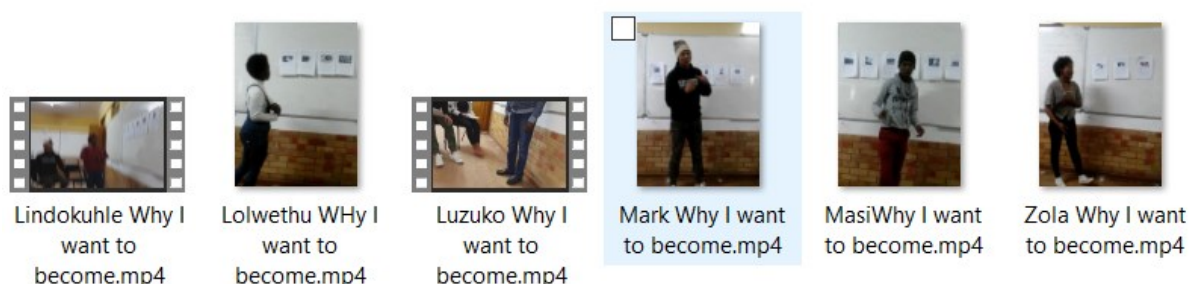 Lindokuhle Why I
want to
become.mp4
Lolwethu WHy I
want to
become.mp4
Luzuko Why I
want to
become.mp4
Mark Why I want
to become.mp4
MasiWhy I want
to become.mp4
Zola Why I want
to become.mp4